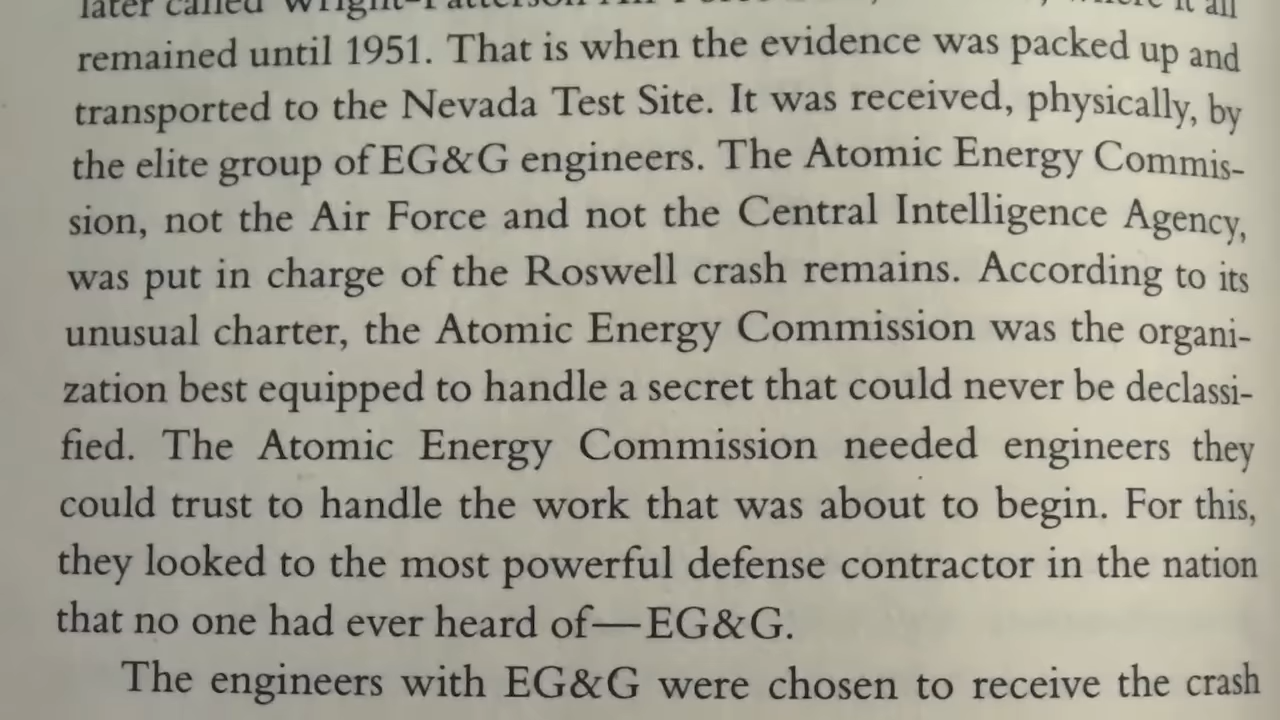 later called Wright-Patterson Air
remained until 1951. That is when the evidence was packed up and
transported to the Nevada Test Site. It was received, physically, by
the elite group of EG&G engineers. The Atomic Energy Commis-
sion, not the Air Force and not the Central Intelligence Agency,
was put in charge of the Roswell crash remains. According to its
unusual charter, the Atomic Energy Commission was the organi-
zation best equipped to handle a secret that could never be declassi-
fied. The Atomic Energy Commission needed engineers they
could trust to handle the work that was about to begin. For this,
they looked to the most powerful defense contractor in the nation
that no one had ever heard of—EG&G.
The engineers with EG&G were chosen to receive the crash